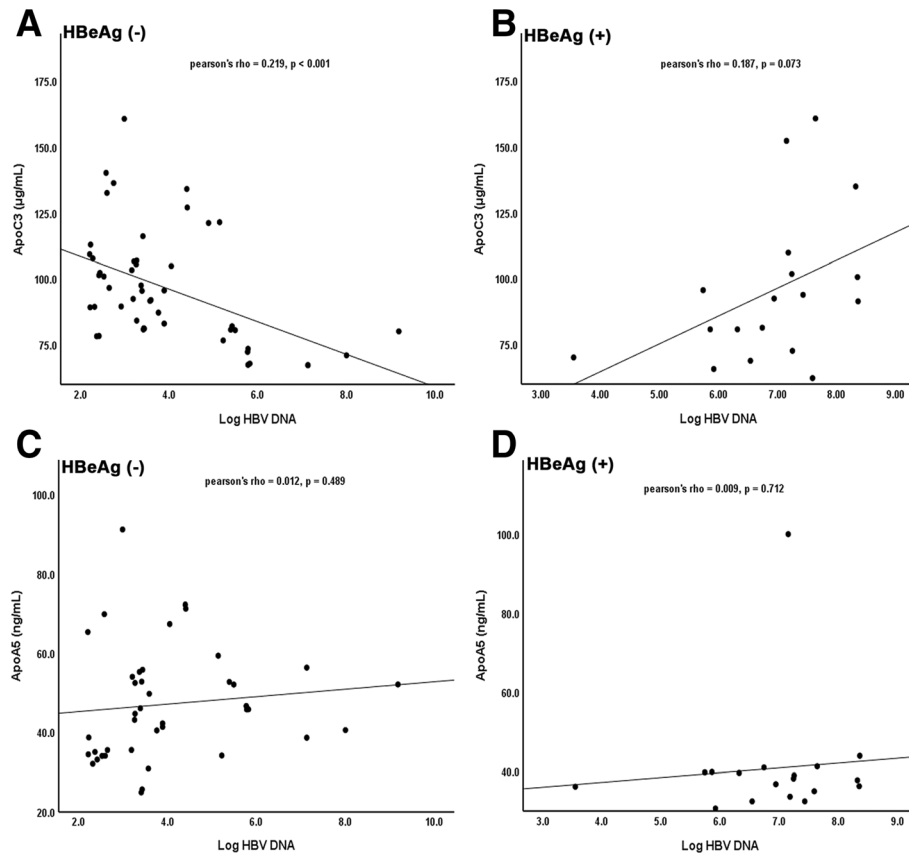 A
HBeAg (-)
pearson's rho = 0.219, p < 0.001
175.0
150.0
125.0
100.0
75.0
ApoC3 (µg/mL)
2.0 4.0 6.0 8.0 10.0
Log HBV DNA
B
HBeAg (+)
pearson's rho = 0.187, p = 0.073
175.0
150.0
125.0
100.0
75.0
ApoC3 (µg/mL)
3.00 4.00 5.00 6.00 7.00 8.00 9.00
Log HBV DNA
C
HBeAg (-)
pearson's rho = 0.012, p = 0.489
100.0
80.0
60.0
40.0
20.0
ApoA5 (ng/mL)
2.0 4.0 6.0 8.0 10.0
Log HBV DNA
D
HBeAg (+)
pearson's rho = 0.009, p = 0.712
100.0
80.0
60.0
40.0
ApoA5 (ng/mL)
3.0 4.0 5.0 6.0 7.0 8.0 9.0
Log HBV DNA